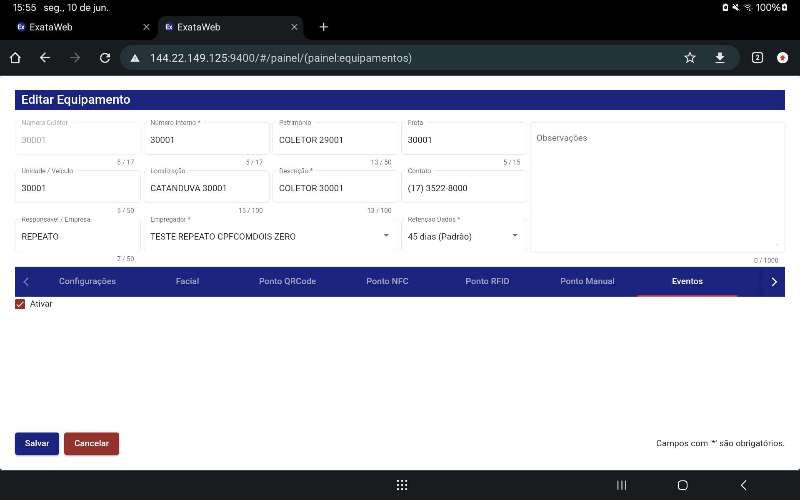 15:55 seg., 10 de jun. 100%
ExataWeb ExataWeb
144.22.149.125:9400/#/painel/(painel:equipamentos) 2
Editar Equipamento
Número Coletor Número Interno * Patrimônio Frota
30001 30001 COLETOR 29001 30001 Observações
5 / 17 5 / 17 13 / 50 5 / 15
Unidade / Veículo Localização Descrição * Contato
30001 CATANDUVA 30001 COLETOR 30001 (17) 3522-8000
5 / 50 15 / 100 13 / 100
Responsável / Empresa Empregador * Retenção Dados *
REPEATO TESTE REPEATO CPFCOMDOIS ZERO 45 dias (Padrão)
7 / 50 0 / 1000
Configurações Facial Ponto QRCode Ponto NFC Ponto RFID Ponto Manual Eventos
Ativar
Salvar Cancelar Campos com '*' são obrigatórios.